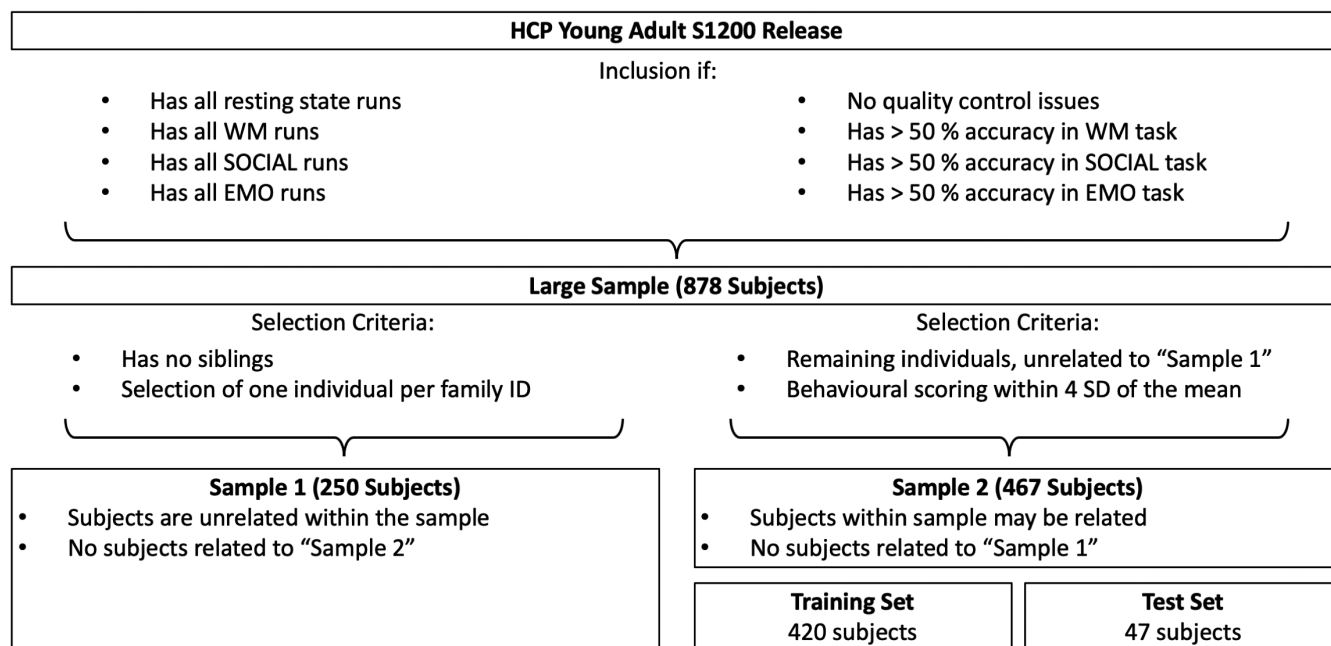 HCP Young Adult S1200 Release
Inclusion if:
• Has all resting state runs
• Has all WM runs
• Has all SOCIAL runs
• Has all EMO runs
• No quality control issues
• Has > 50 % accuracy in WM task
• Has > 50 % accuracy in SOCIAL task
• Has > 50 % accuracy in EMO task
Large Sample (878 Subjects)
Selection Criteria:
• Has no siblings
• Selection of one individual per family ID
Selection Criteria:
• Remaining individuals, unrelated to “Sample 1”
• Behavioural scoring within 4 SD of the mean
Sample 1 (250 Subjects)
• Subjects are unrelated within the sample
• No subjects related to “Sample 2”
Sample 2 (467 Subjects)
• Subjects within sample may be related
• No subjects related to “Sample 1”
Training Set
420 subjects
Test Set
47 subjects